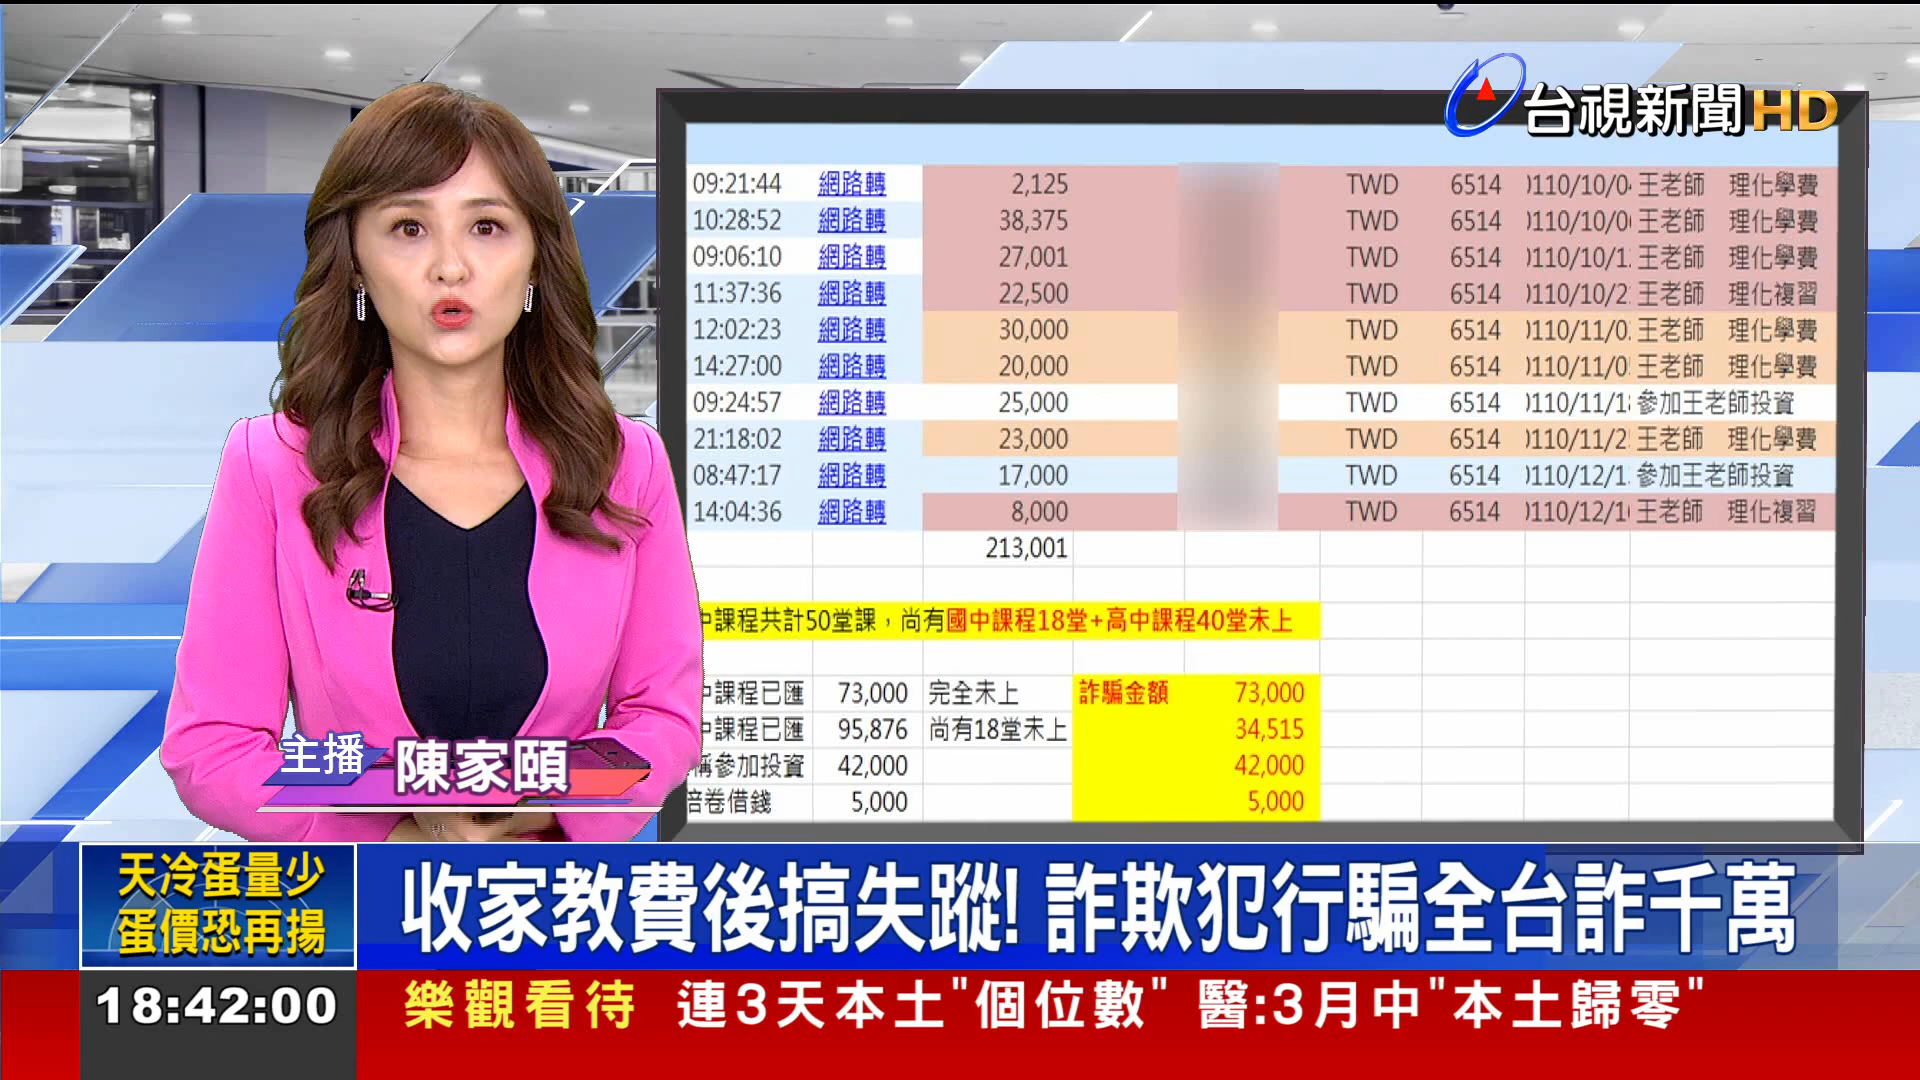 台視新聞HD
09:21:44 網路轉 2,125 TWD 6514 110/10/04 王老師 理化學費
10:28:52 網路轉 38,375 TWD 6514 110/10/0 王老師 理化學費
09:06:10 網路轉 27,001 TWD 6514 110/10/1 王老師 理化學費
11:37:36 網路轉 22,500 TWD 6514 110/10/2 王老師 理化複習
12:02:23 網路轉 30,000 TWD 6514 110/11/0 王老師 理化學費
14:27:00 網路轉 20,000 TWD 6514 110/11/0 王老師 理化學費
09:24:57 網路轉 25,000 TWD 6514 110/11/18 參加王老師投資
21:18:02 網路轉 23,000 TWD 6514 110/11/2 王老師 理化學費
08:47:17 網路轉 17,000 TWD 6514 110/12/1 參加王老師投資
14:04:36 網路轉 8,000 TWD 6514 110/12/1 王老師 理化複習
213,001
中課程共計50堂課，尚有國中課程18堂+高中課程40堂未上
中課程已匯 73,000 完全未上 詐騙金額 73,000
中課程已匯 95,876 尚有18堂未上 34,515
稱參加投資 42,000 42,000
卷借錢 5,000 5,000
主播 陳家頤
天冷蛋量少
蛋價恐再揚
收家教費後搞失蹤! 詐欺犯行騙全台詐千萬
18:42:00 樂觀看待 連3天本土"個位數" 醫:3月中"本土歸零"